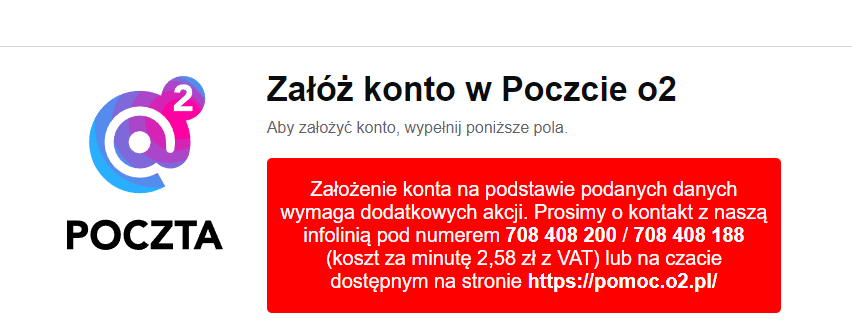 Załóż konto w Poczcie o2
Aby założyć konto, wypełnij poniższe pola.
@2
POCZTA
Założenie konta na podstawie podanych danych
wymaga dodatkowych akcji. Prosimy o kontakt z naszą
infolinią pod numerem 708 408 200 / 708 408 188
(koszt za minutę 2,58 zł z VAT) lub na czacie
dostępnym na stronie https://pomoc.o2.pl/